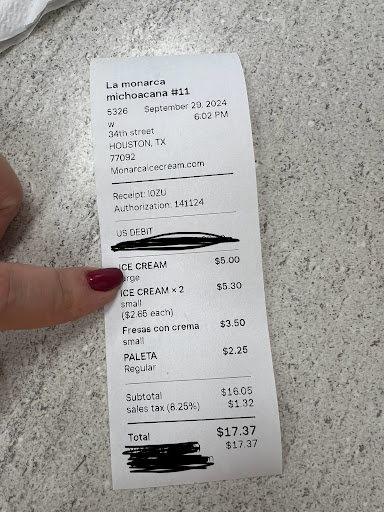 La monarca
michoacana #11
5326 September 29, 2024
w 6:02 PM
34th street
HOUSTON, TX
77092
Monarcaicecream.com
Receipt: I0ZU
Authorization: 141124
US DEBIT
ICE CREAM $5.00
arge
ICE CREAM × 2 $5.30
small
($2.65 each)
Fresas con crema $3.50
small
PALETA $2.25
Regular
Subtotal $16.05
sales tax (8.25%) $1.32
Total $17.37
$17.37